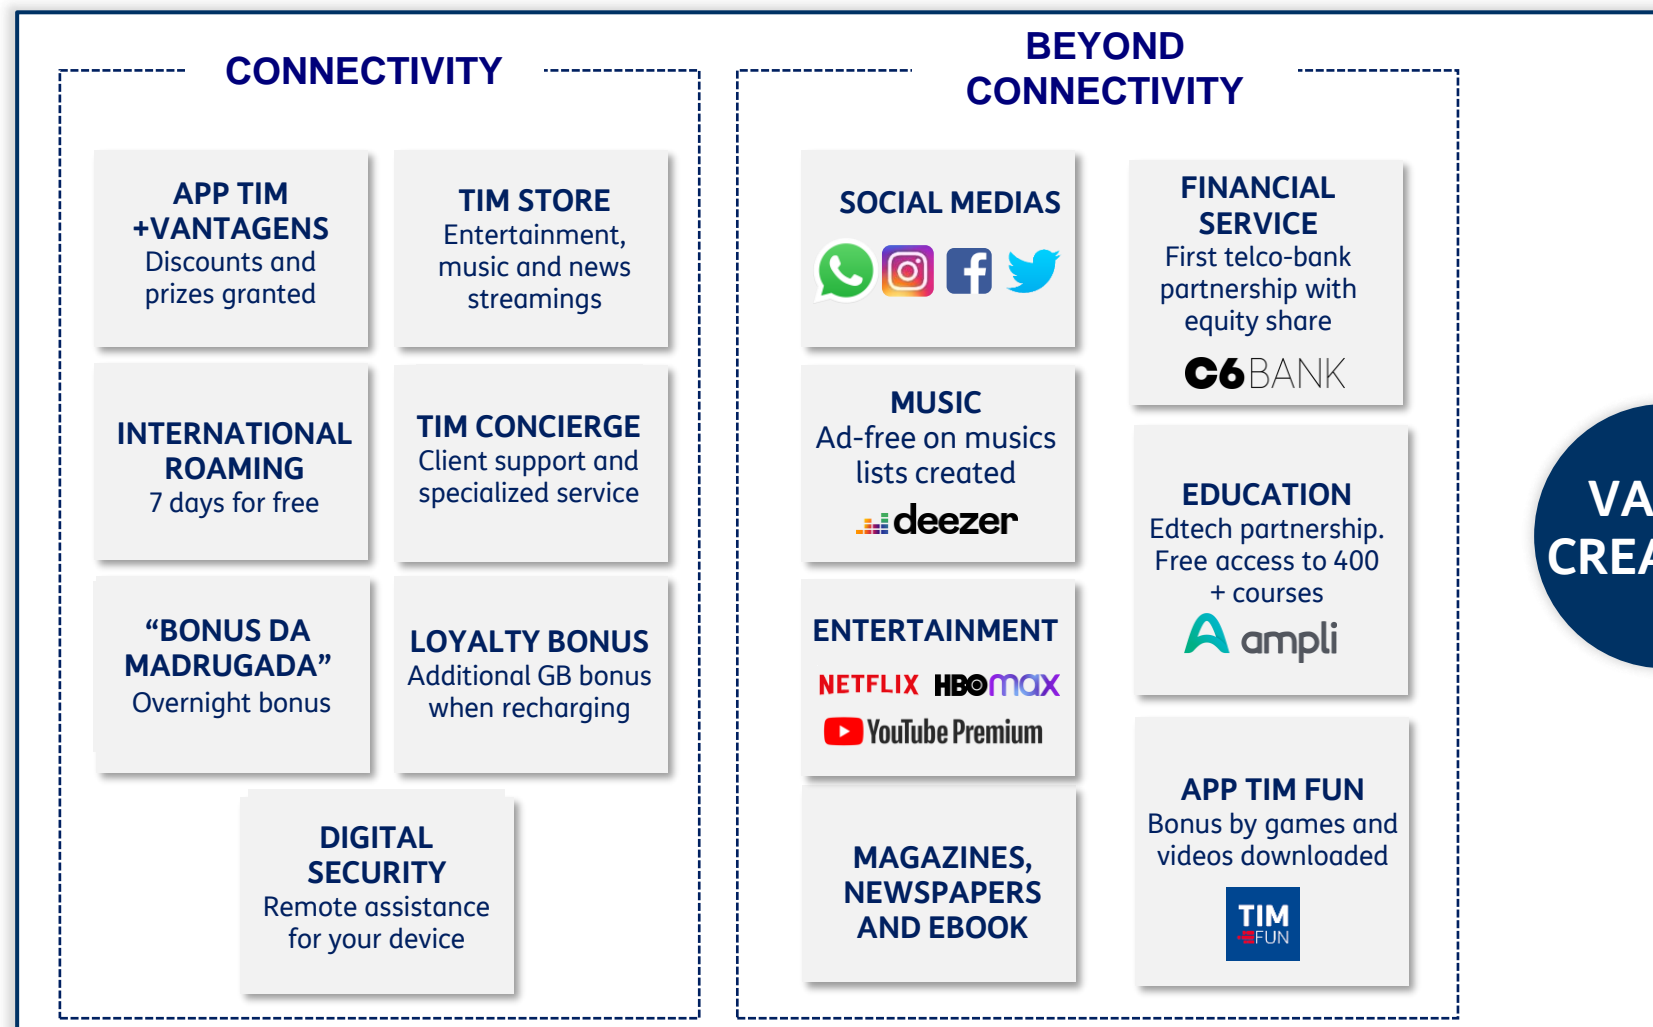 CONNECTIVITY
APP TIM
+VANTAGENS
Discounts and
prizes granted
TIM STORE
Entertainment,
music and news
streamings
INTERNATIONAL
ROAMING
7 days for free
TIM CONCIERGE
Client support and
specialized service
“BONUS DA
MADRUGADA”
Overnight bonus
LOYALTY BONUS
Additional GB bonus
when recharging
DIGITAL
SECURITY
Remote assistance
for your device
BEYOND
CONNECTIVITY
SOCIAL MEDIAS
FINANCIAL
SERVICE
First telco-bank
partnership with
equity share
C6BANK
MUSIC
Ad-free on musics
lists created
deezer
EDUCATION
Edtech partnership.
Free access to 400
+ courses
ampli
ENTERTAINMENT
NETFLIX HBOmax
YouTube Premium
APP TIM FUN
Bonus by games and
videos downloaded
TIM
FUN
MAGAZINES,
NEWSPAPERS
AND EBOOK